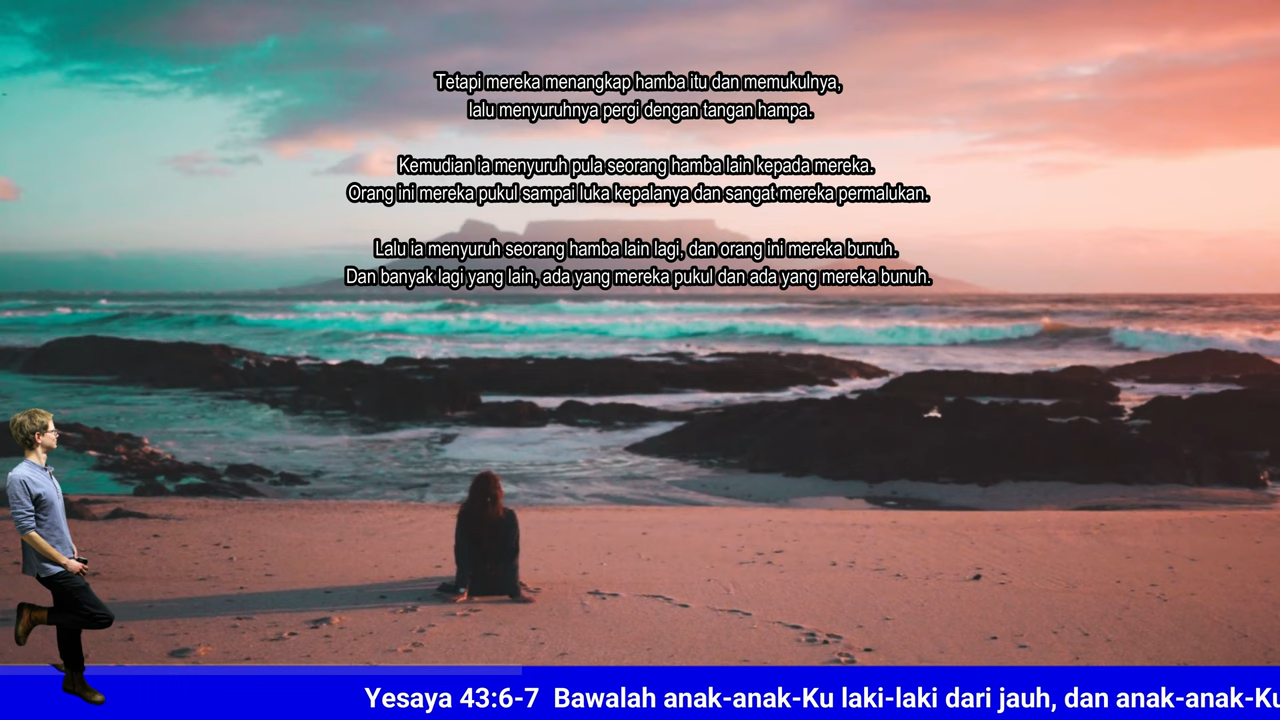 Tetapi mereka menangkap hamba itu dan memukulnya,
lalu menyuruhnya pergi dengan tangan hampa.
Kemudian ia menyuruh pula seorang hamba lain kepada mereka.
Orang ini mereka pukul sampai luka kepalanya dan sangat mereka permalukan.
Lalu ia menyuruh seorang hamba lain lagi, dan orang ini mereka bunuh.
Dan banyak lagi yang lain, ada yang mereka pukul dan ada yang mereka bunuh.
Yesaya 43:6-7 Bawalah anak-anak-Ku laki-laki dari jauh, dan anak-anak-Ku